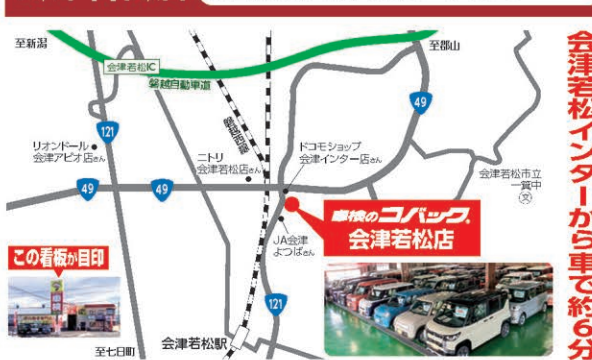 至新潟
会津若松IC
磐越自動車道
至郡山
49
121
磐越西線
リオンドール
会津アピオ店さん
ニトリ
会津若松店さん
ドコモショップ
会津インター店さん
会津若松市立
一箕中
文
49
49
車検のコバック
会津若松店
JA会津
よつばさん
この看板が目印
121
会津若松駅
至七日町
会津若松インターから車で約6分